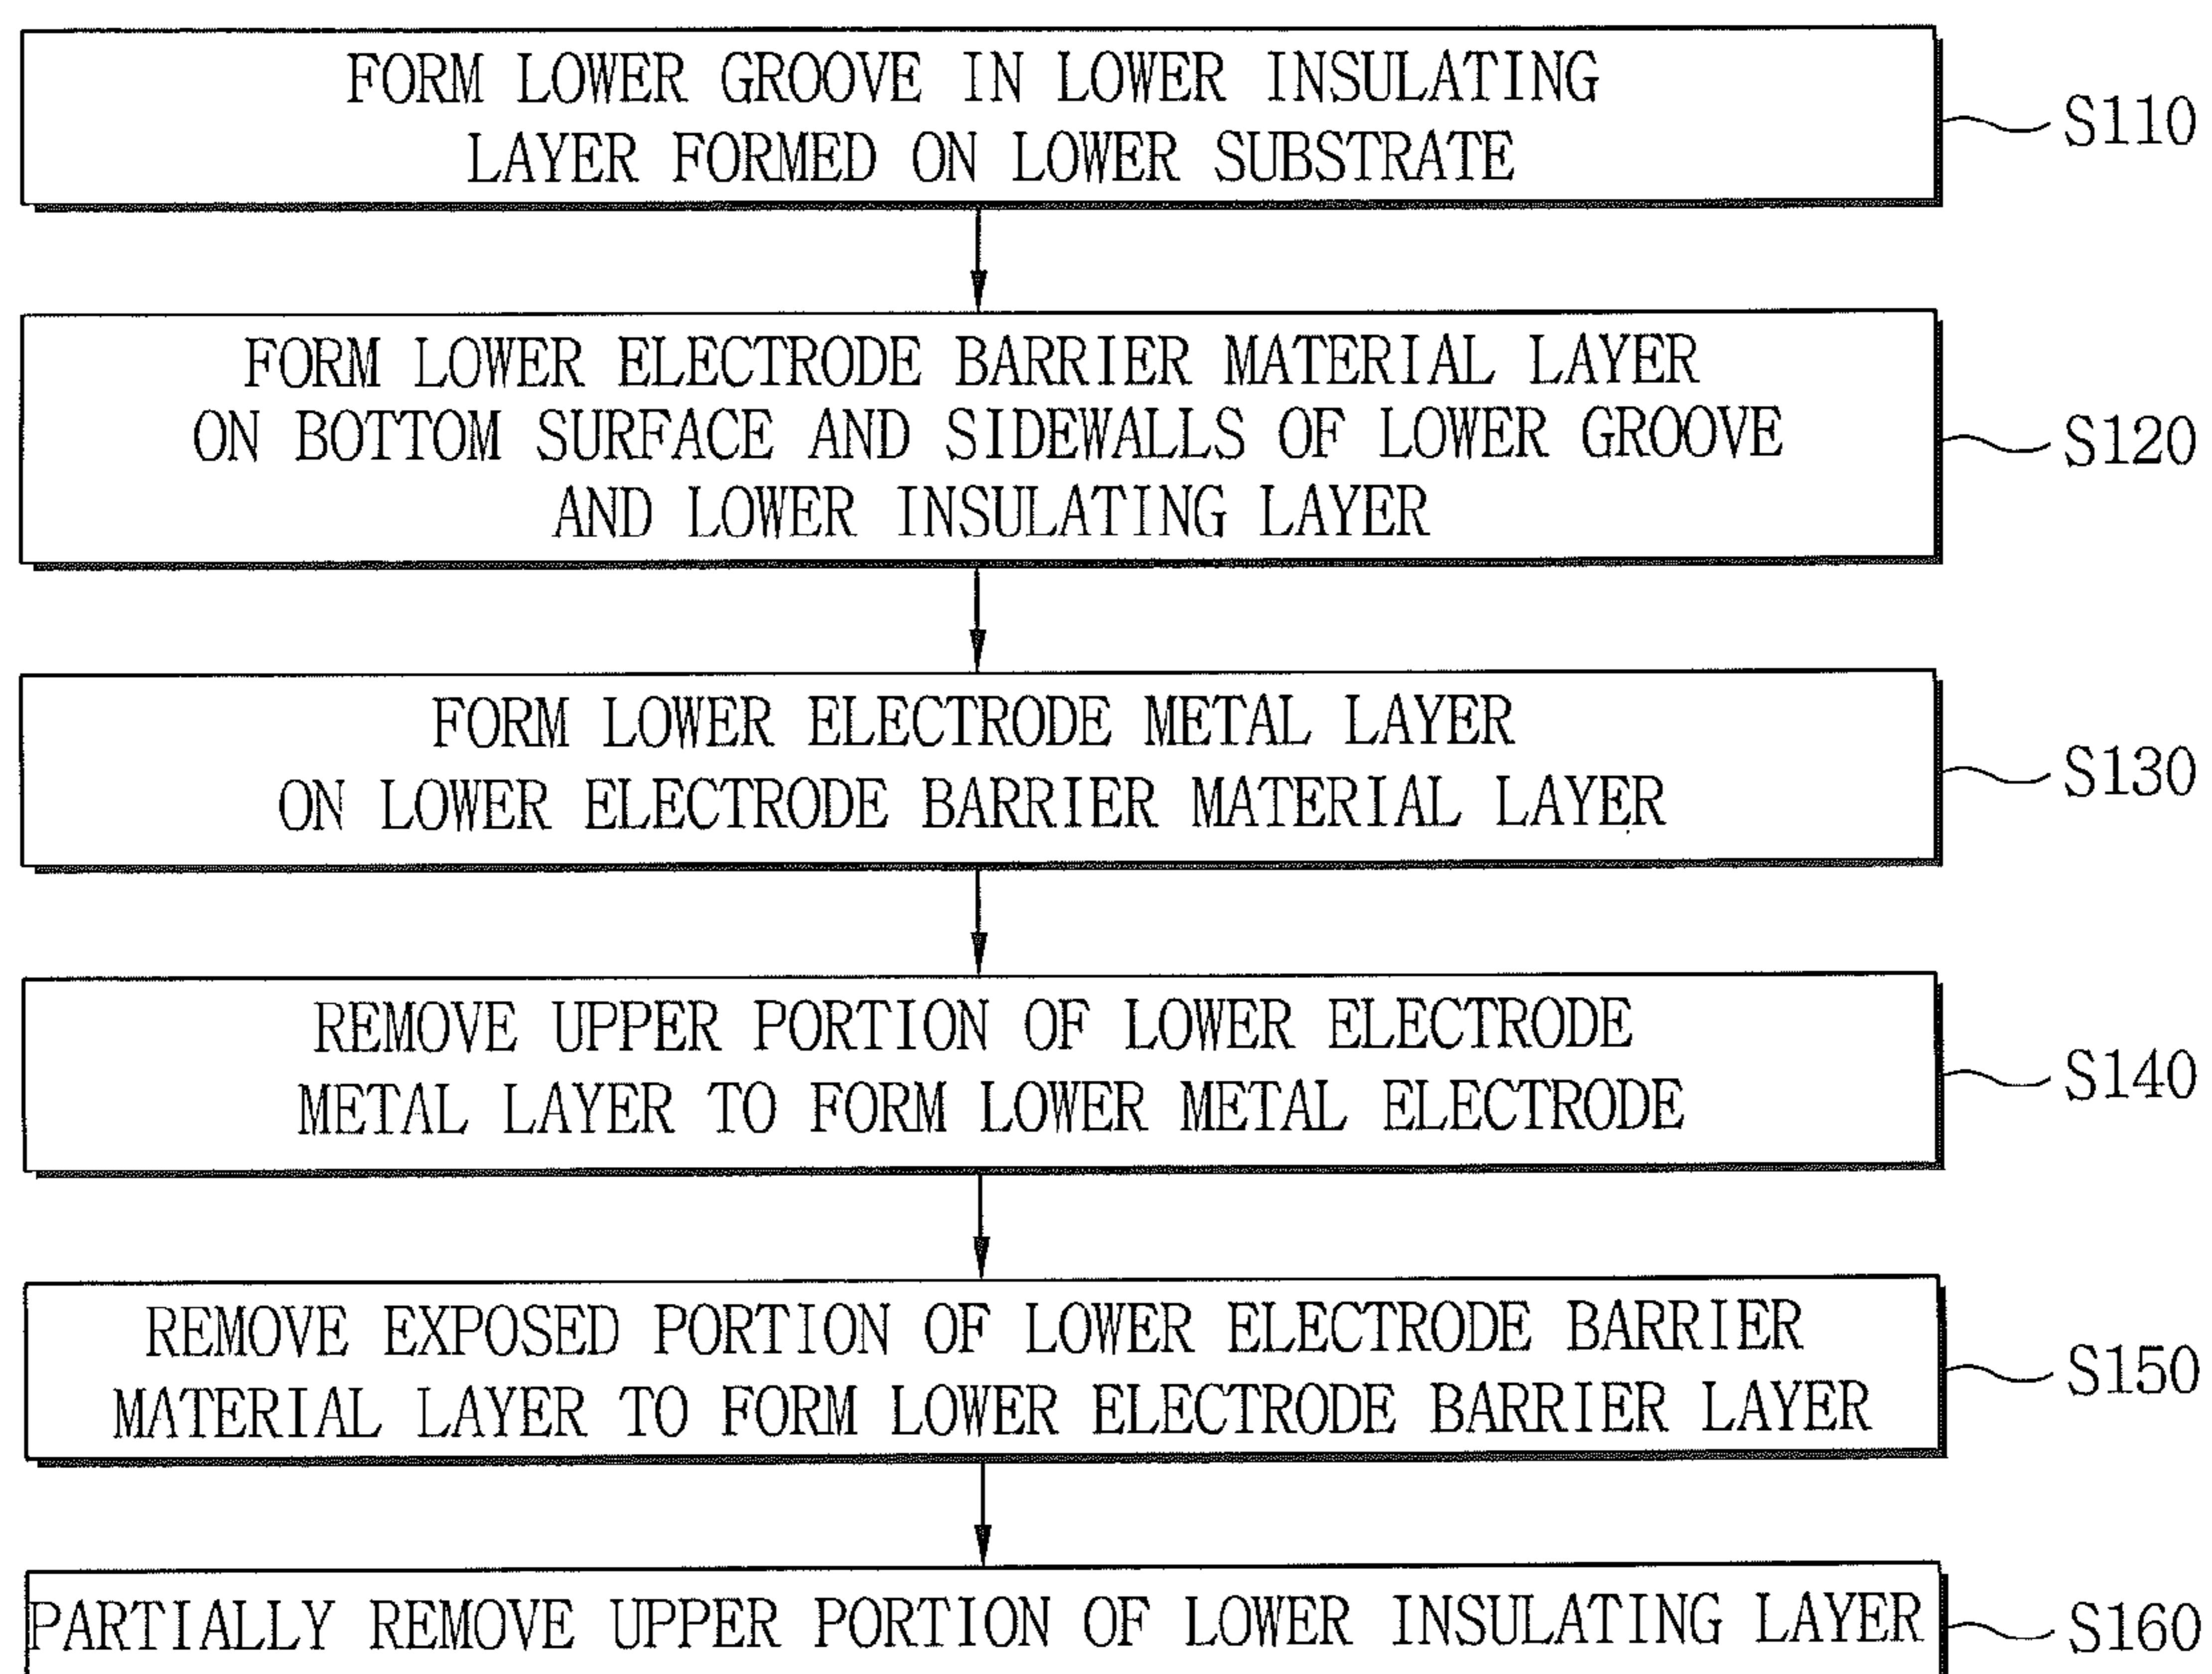 FORM LOWER GROOVE IN LOWER INSULATING
LAYER FORMED ON LOWER SUBSTRATE
S110
FORM LOWER ELECTRODE BARRIER MATERIAL LAYER
ON BOTTOM SURFACE AND SIDEWALLS OF LOWER GROOVE
AND LOWER INSULATING LAYER
S120
FORM LOWER ELECTRODE METAL LAYER
ON LOWER ELECTRODE BARRIER MATERIAL LAYER
S130
REMOVE UPPER PORTION OF LOWER ELECTRODE
METAL LAYER TO FORM LOWER METAL ELECTRODE
S140
REMOVE EXPOSED PORTION OF LOWER ELECTRODE BARRIER
MATERIAL LAYER TO FORM LOWER ELECTRODE BARRIER LAYER
S150
PARTIALLY REMOVE UPPER PORTION OF LOWER INSULATING LAYER
S160